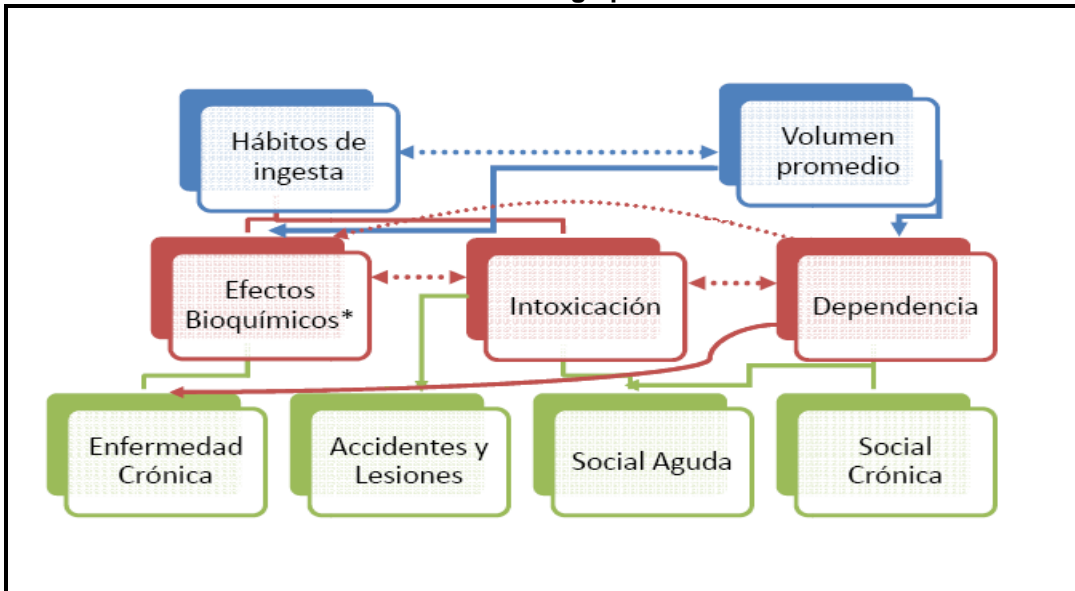 Hábitos de
ingesta
Volumen
promedio
Efectos
Bioquímicos*
Intoxicación
Dependencia
Enfermedad
Crónica
Accidentes y
Lesiones
Social Aguda
Social
Crónica